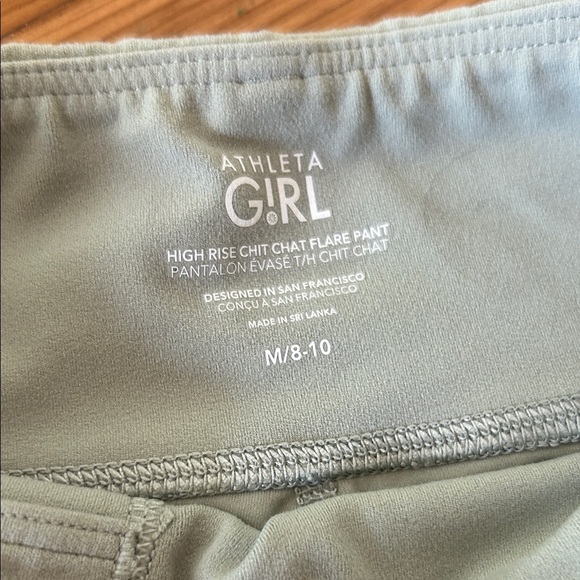 ATHLETA
G!RL
HIGH RISE CHIT CHAT FLARE PANT
PANTALON ÉVASÉ T/H CHIT CHAT
DESIGNED IN SAN FRANCISCO
CONÇU À SAN FRANCISCO
MADE IN SRI LANKA
M/8-10